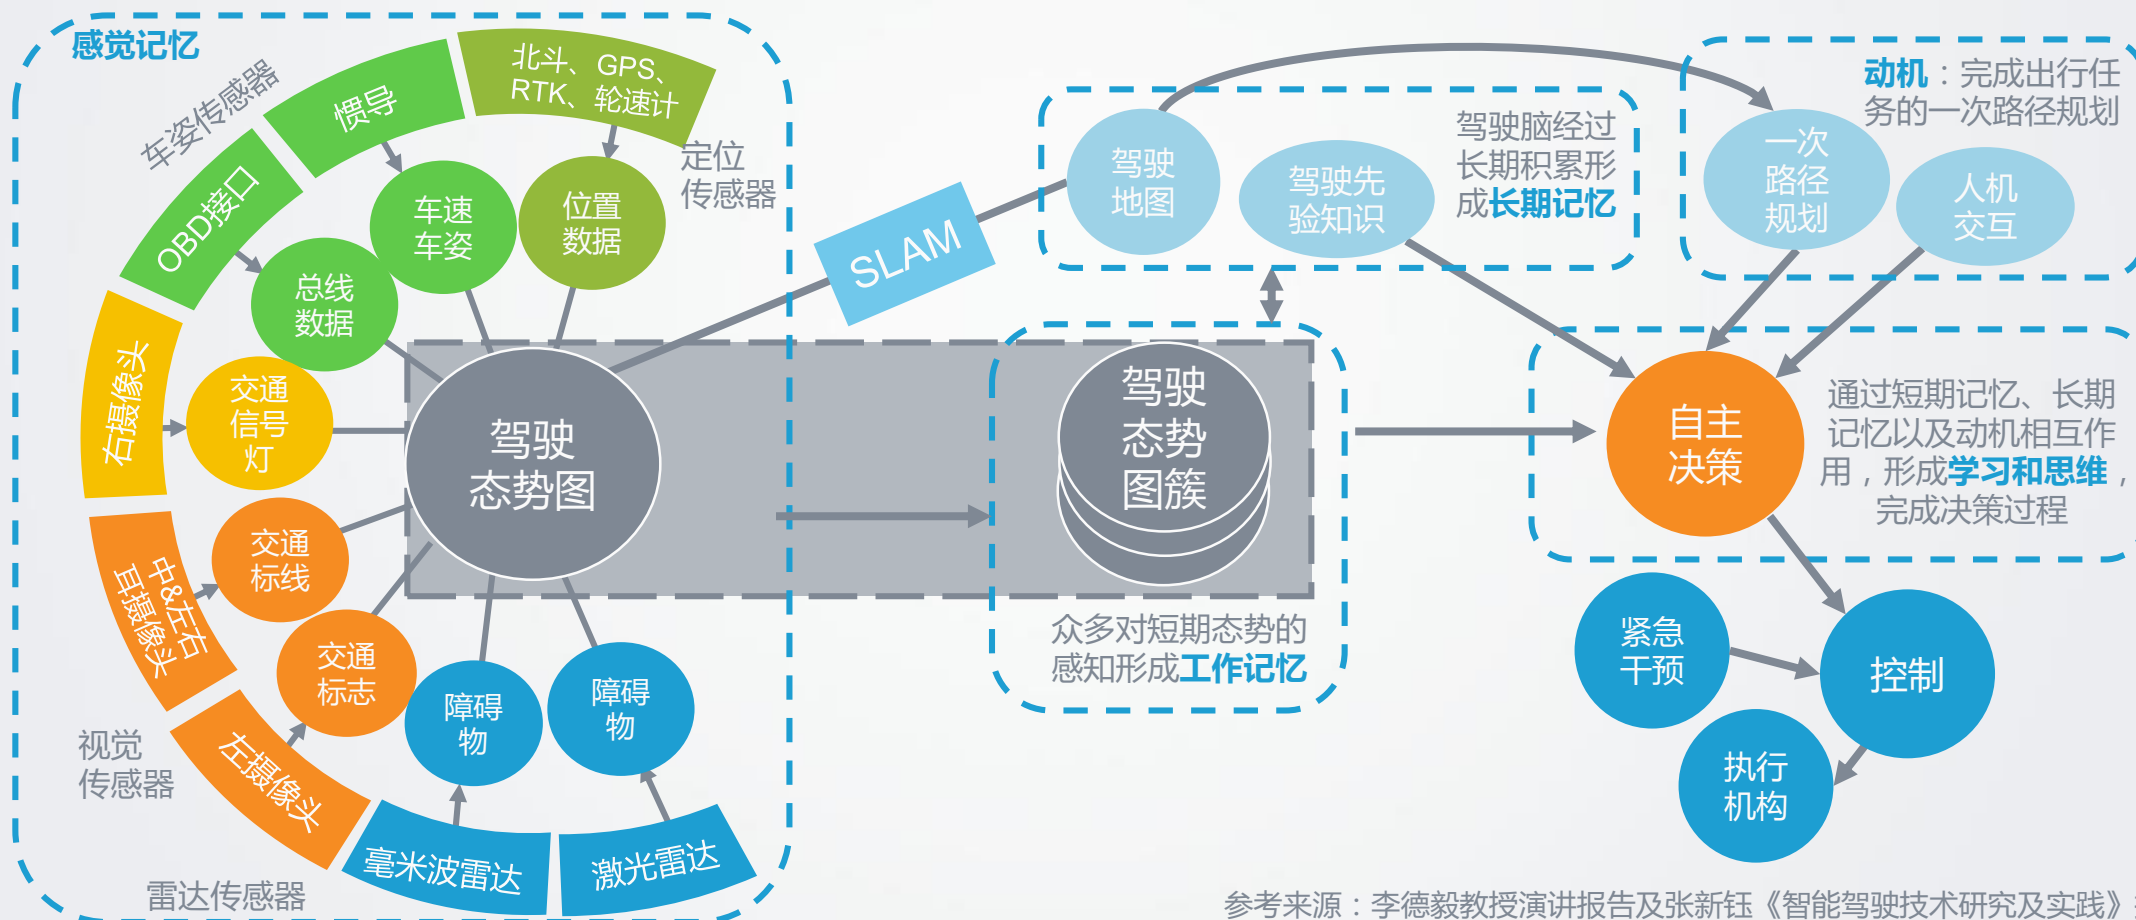 感觉记忆
车姿传感器
惯导
北斗、GPS、
RTK、轮速计
定位
传感器
OBD接口
车速
车姿
位置
数据
总线
数据
右摄像头
交通
信号
灯
中&左右
耳摄像头
交通
标线
交通
标志
左摄像头
视觉
传感器
障碍
物
障碍
物
毫米波雷达
激光雷达
雷达传感器
驾驶
态势图
SLAM
驾驶
地图
驾驶先
验知识
驾驶脑经过
长期积累形
成长期记忆
动机：完成出行任
务的一次路径规划
一次
路径
规划
人机
交互
驾驶
态势
图簇
众多对短期态势的
感知形成工作记忆
自主
决策
通过短期记忆、长期
记忆以及动机相互作
用，形成学习和思维，
完成决策过程
紧急
干预
控制
执行
机构
参考来源：李德毅教授演讲报告及张新钰《智能驾驶技术研究及实践》